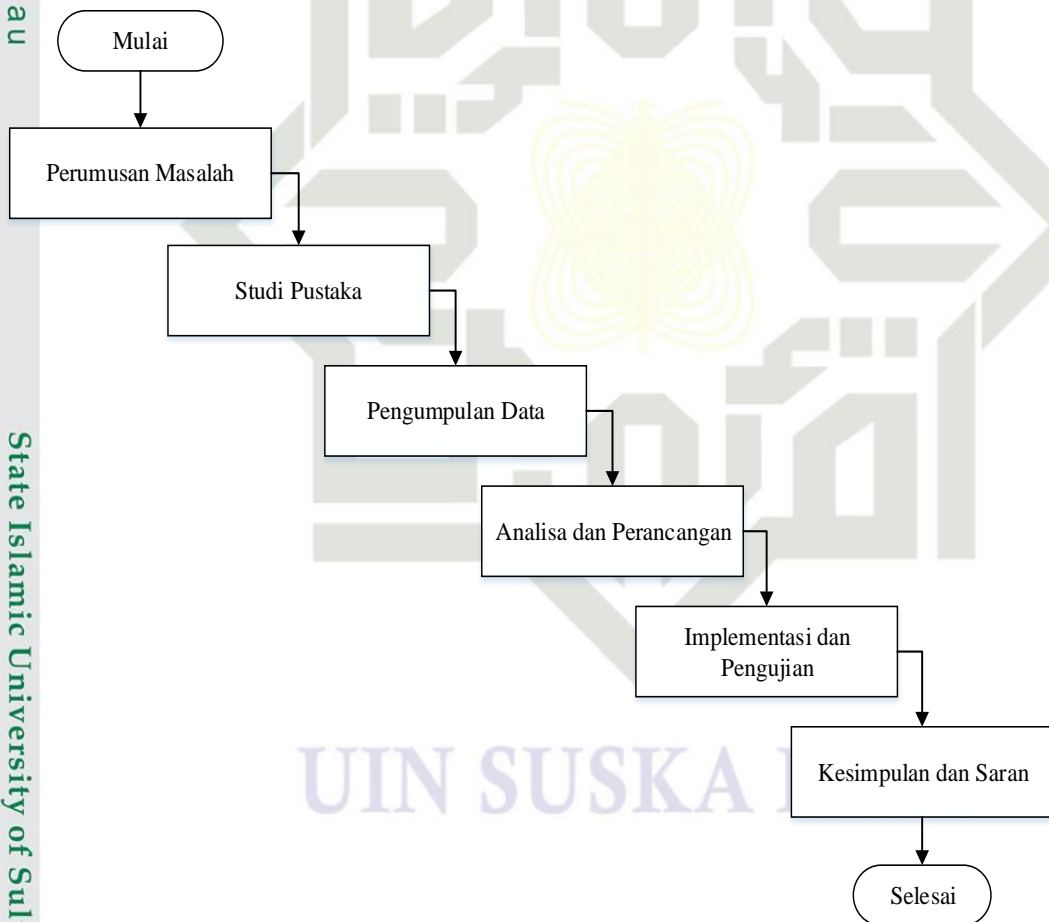 au
Mulai
Perumusan Masalah
Studi Pustaka
Pengumpulan Data
Analisa dan Perancangan
Implementasi dan
Pengujian
Kesimpulan dan Saran
Selesai
State Islamic University of Sul
UIN SUSKA